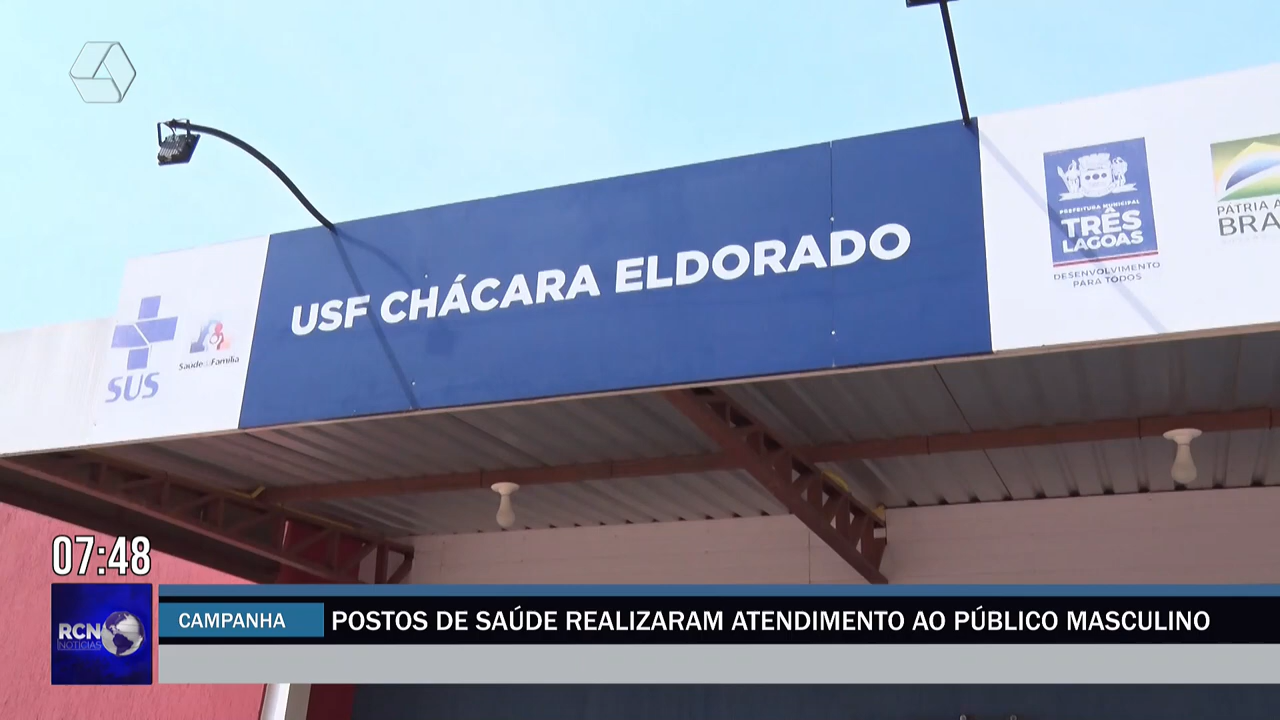 USF CHÁCARA ELDORADO
SUS
Saúde da Família
PREFEITURA MUNICIPAL
TRÊS
LAGOAS
DESENVOLVIMENTO
PARA TODOS
PÁTRIA A
BRA
07:48
RCN
NOTÍCIAS
CAMPANHA
POSTOS DE SAÚDE REALIZARAM ATENDIMENTO AO PÚBLICO MASCULINO